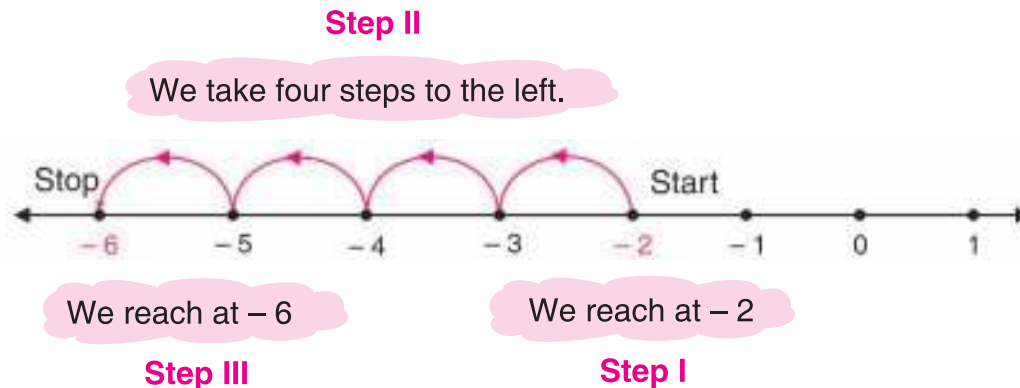 Step II
We take four steps to the left.
Stop
Start
– 6 – 5 – 4 – 3 – 2 – 1 0 1
We reach at – 6
We reach at – 2
Step III
Step I